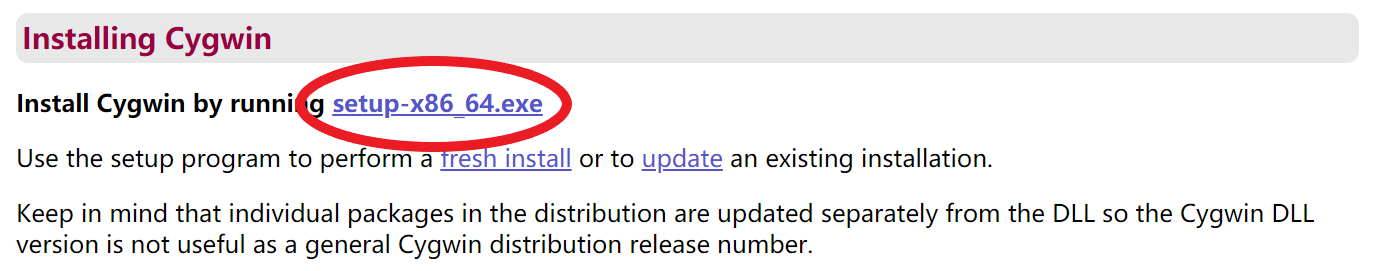 Installing Cygwin
Install Cygwin by running setup-x86_64.exe
Use the setup program to perform a fresh install or to update an existing installation.
Keep in mind that individual packages in the distribution are updated separately from the DLL so the Cygwin DLL
version is not useful as a general Cygwin distribution release number.